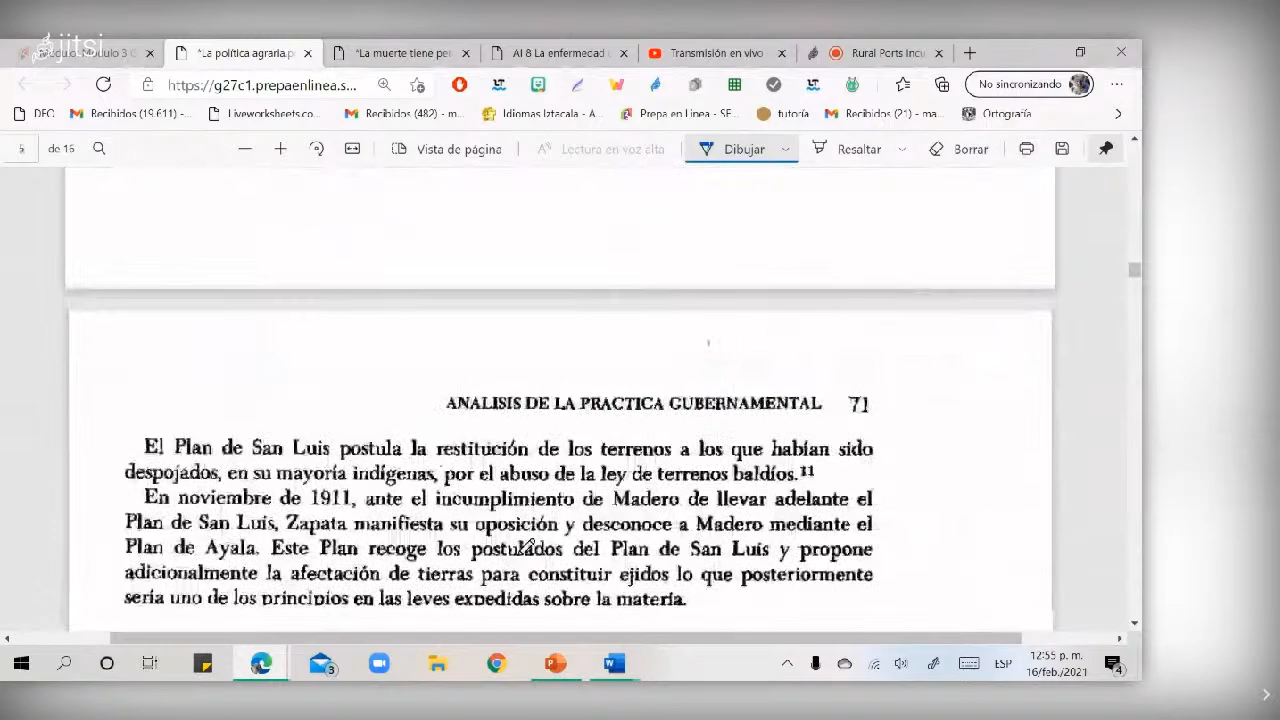 jitsi
"La política agraria.p
"La muerte tiene per
AI 8 La enfermedad
Transmisión en vivo
Rural Ports Incu
https://g27c1.prepaenlinea.s...
No sincronizando
DEC
Recibidos (19 611) -...
Liveworksheets.co...
Recibidos (482) - m...
Idiomas Iztacala - A...
Prepa en Línea - SE...
tutoría
Recibidos (21) - ma...
Ortografía
5 de 16
Vista de página
Lectura en voz alta
Dibujar
Resaltar
Borrar
ANALISIS DE LA PRACTICA GUBERNAMENTAL 71
El Plan de San Luis postula la restitución de los terrenos a los que habían sido
despojados, en su mayoría indígenas, por el abuso de la ley de terrenos baldíos.11
En noviembre de 1911, ante el incumplimiento de Madero de llevar adelante el
Plan de San Luis, Zapata manifiesta su oposición y desconoce a Madero mediante el
Plan de Ayala. Este Plan recoge los postulados del Plan de San Luis y propone
adicionalmente la afectación de tierras para constituir ejidos lo que posteriormente
sería uno de los principios en las leyes expedidas sobre la materia.
3
ESP
12:55 p. m.
16/feb./2021
4